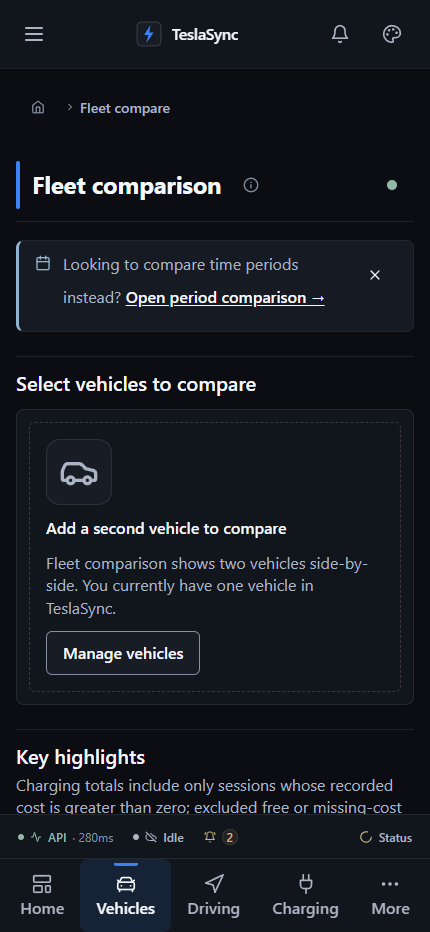 TeslaSync
Fleet compare
Fleet comparison
Looking to compare time periods
instead? Open period comparison →
Select vehicles to compare
Add a second vehicle to compare
Fleet comparison shows two vehicles side-by-
side. You currently have one vehicle in
TeslaSync.
Manage vehicles
Key highlights
Charging totals include only sessions whose recorded
cost is greater than zero; excluded free or missing-cost
API · 280ms Idle 2 Status
Home Vehicles Driving Charging More